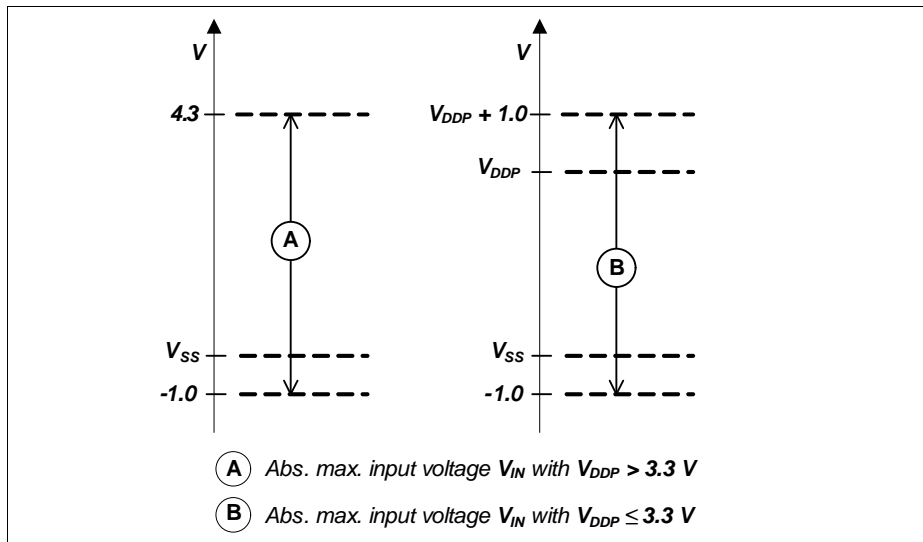 V
4.3
A
V_SS
-1.0
V
V_DDP + 1.0
V_DDP
B
V_SS
-1.0
A Abs. max. input voltage V_IN with V_DDP > 3.3 V
B Abs. max. input voltage V_IN with V_DDP ≤ 3.3 V